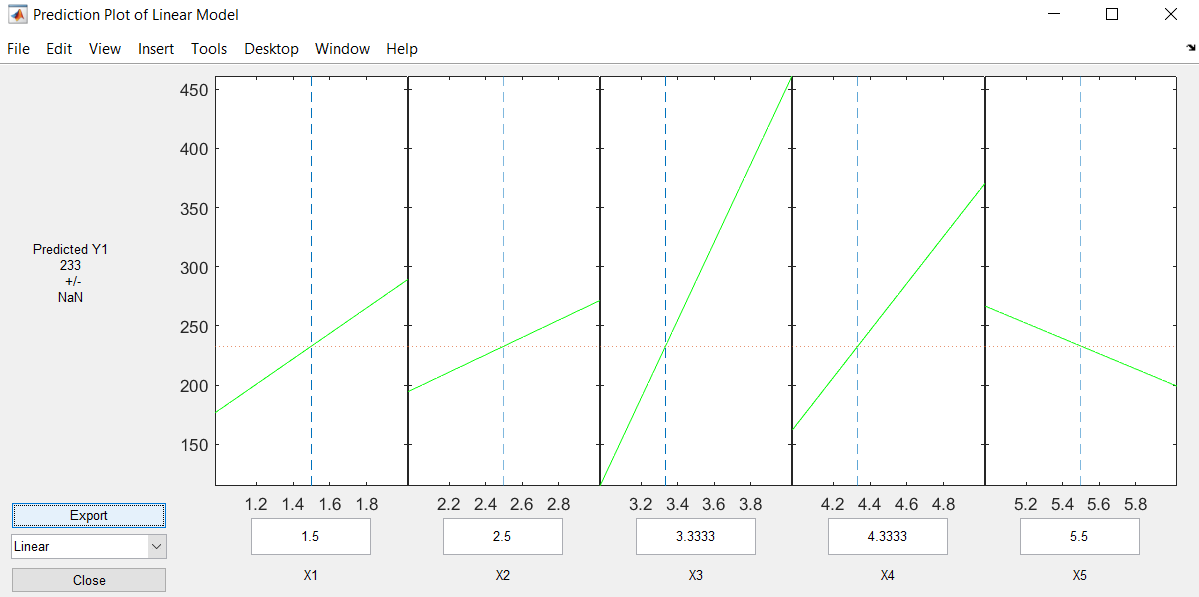 Prediction Plot of Linear Model
File Edit View Insert Tools Desktop Window Help
450
400
350
300
250
200
150
Predicted Y1
233
+/-
NaN
1.2 1.4 1.6 1.8 2.2 2.4 2.6 2.8 3.2 3.4 3.6 3.8 4.2 4.4 4.6 4.8 5.2 5.4 5.6 5.8
Export
1.5 2.5 3.3333 4.3333 5.5
Linear
X1 X2 X3 X4 X5
Close